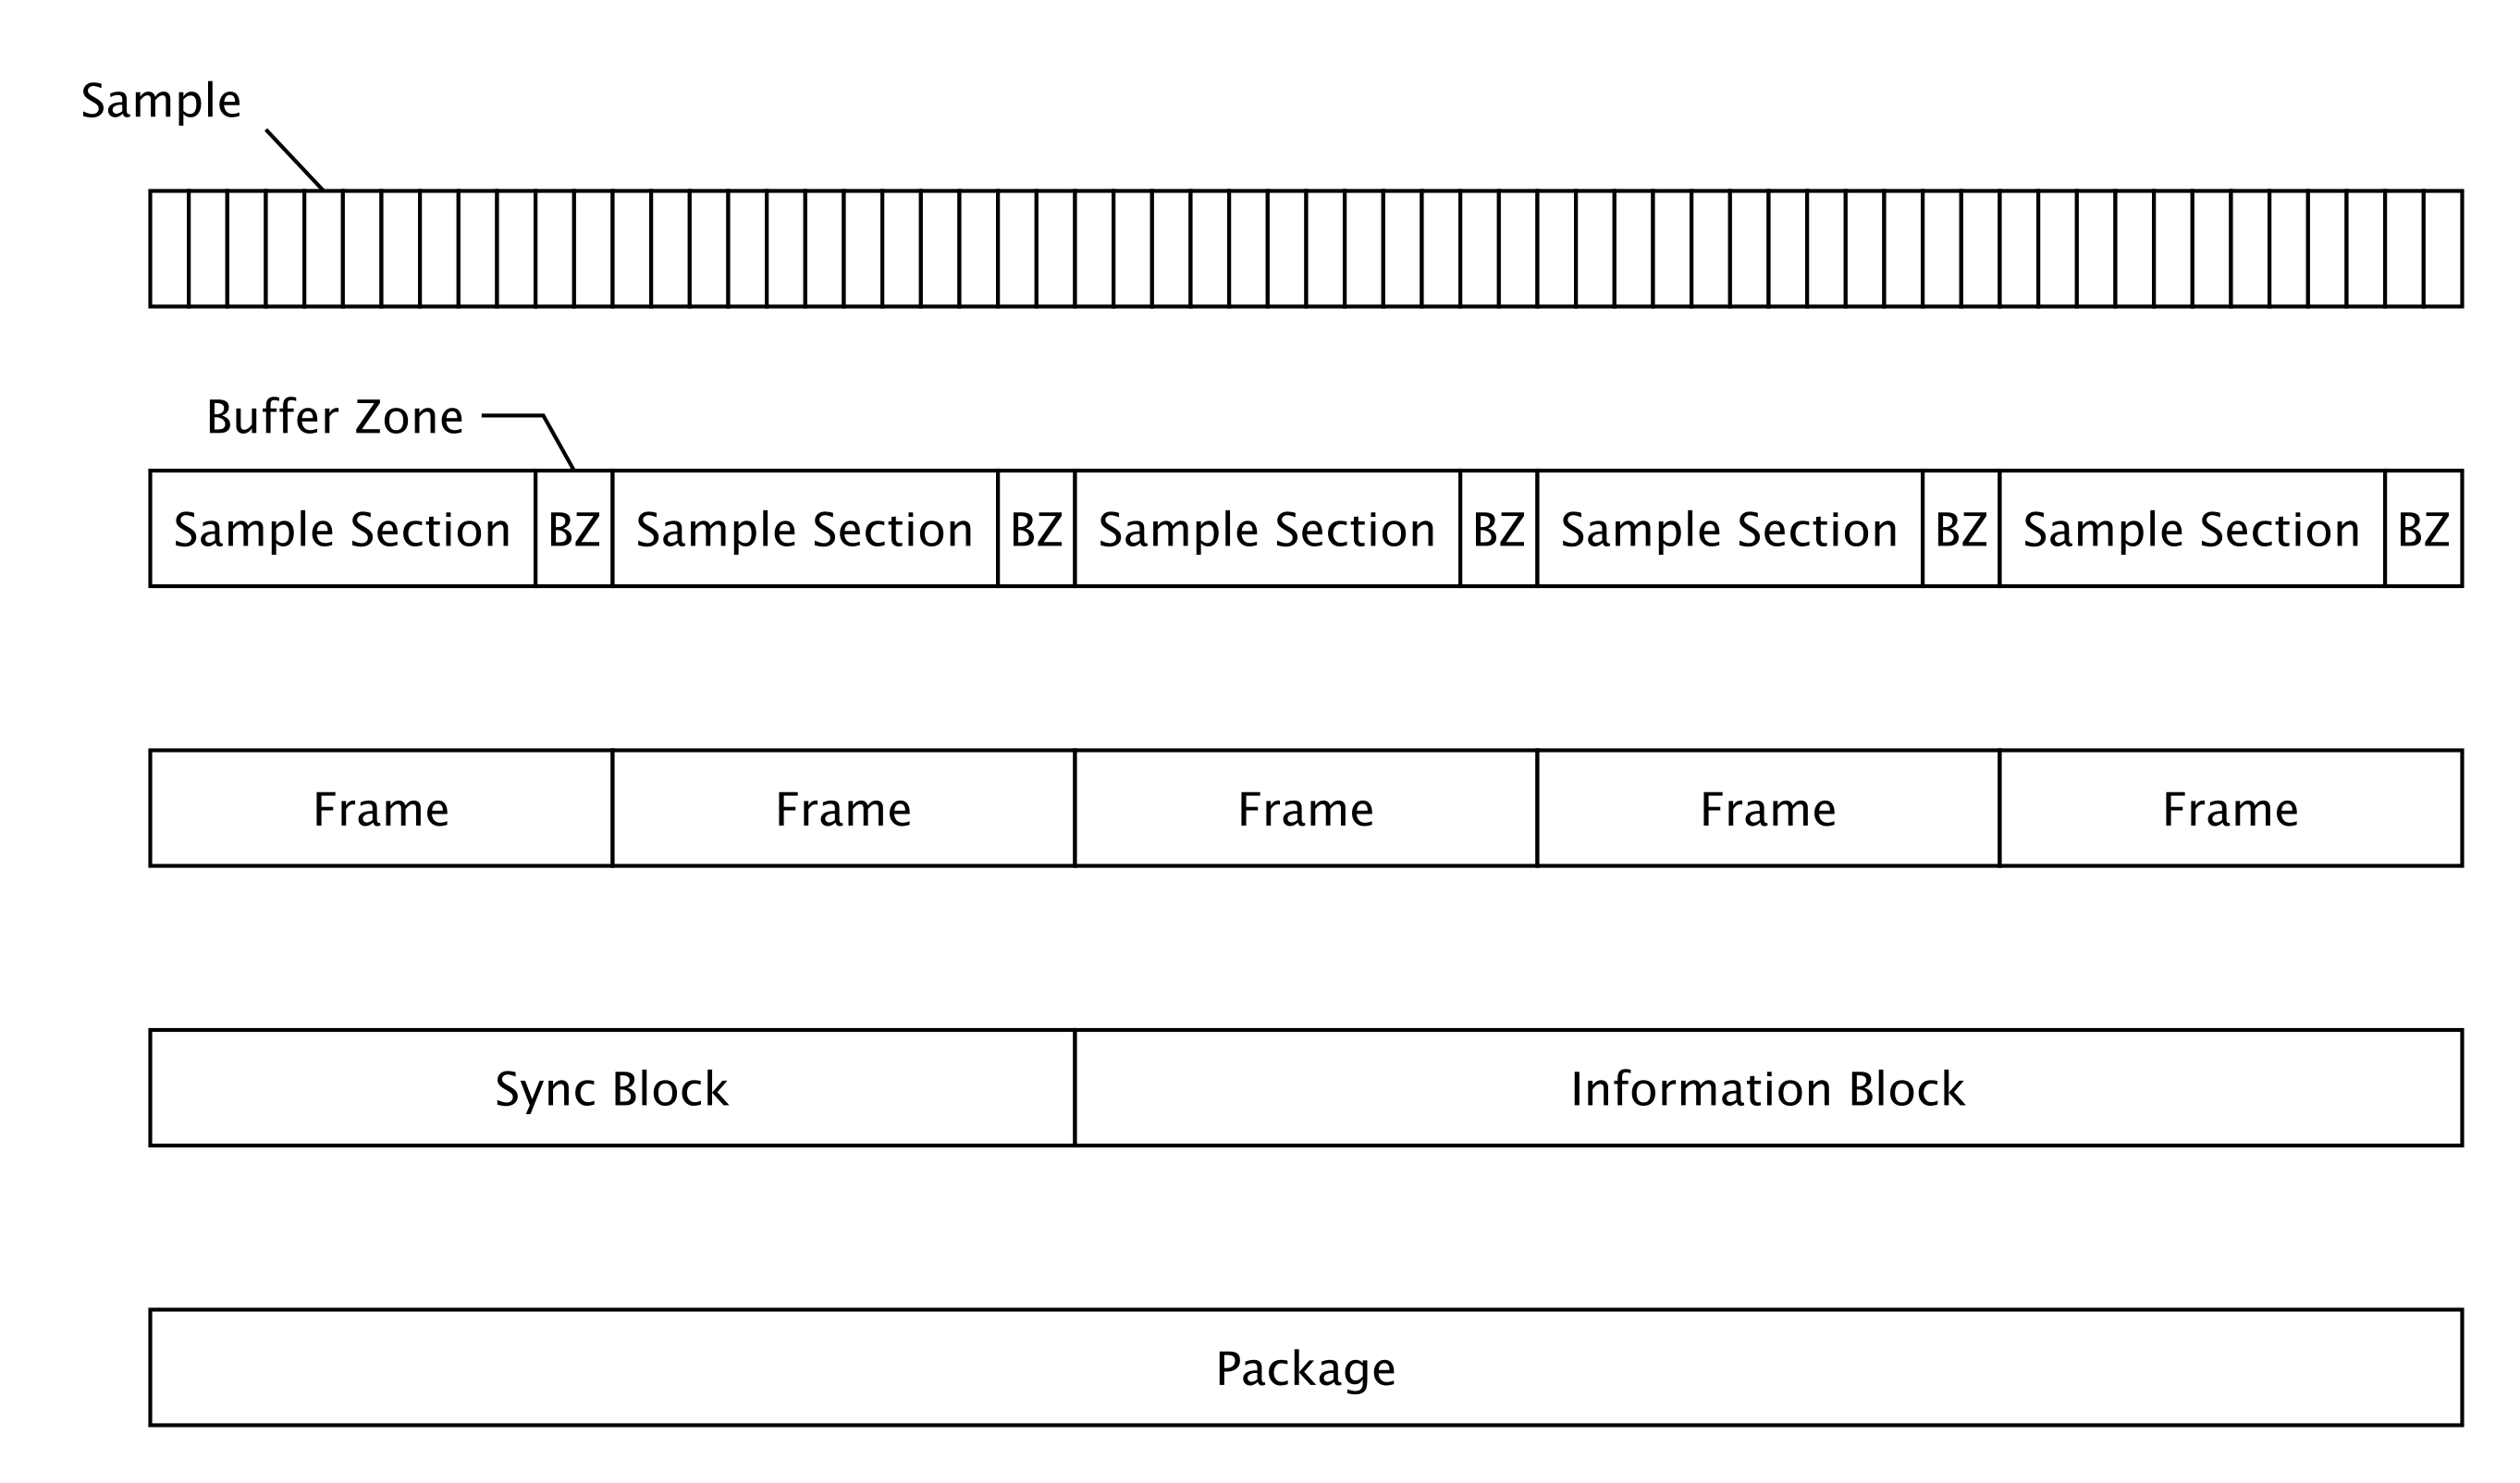 Sample
Buffer Zone
Sample Section BZ Sample Section BZ Sample Section BZ Sample Section BZ Sample Section BZ
Frame Frame Frame Frame Frame
Sync Block Information Block
Package